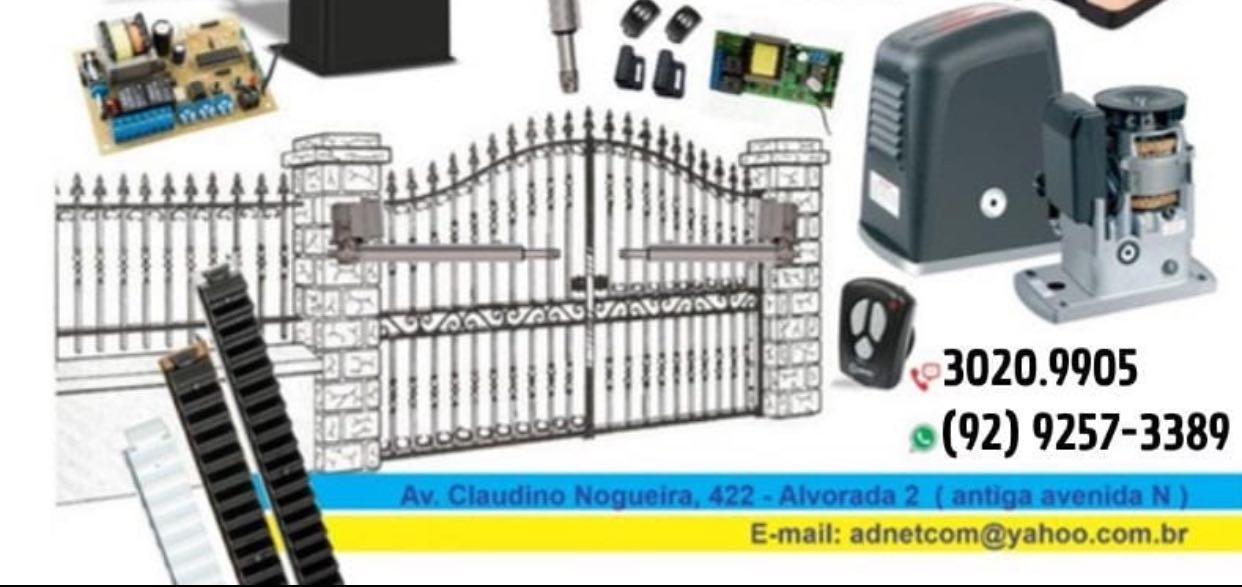 3020.9905
(92) 9257-3389
Av. Claudino Nogueira, 422 - Alvorada 2 ( antiga avenida N )
E-mail: adnetcom@yahoo.com.br